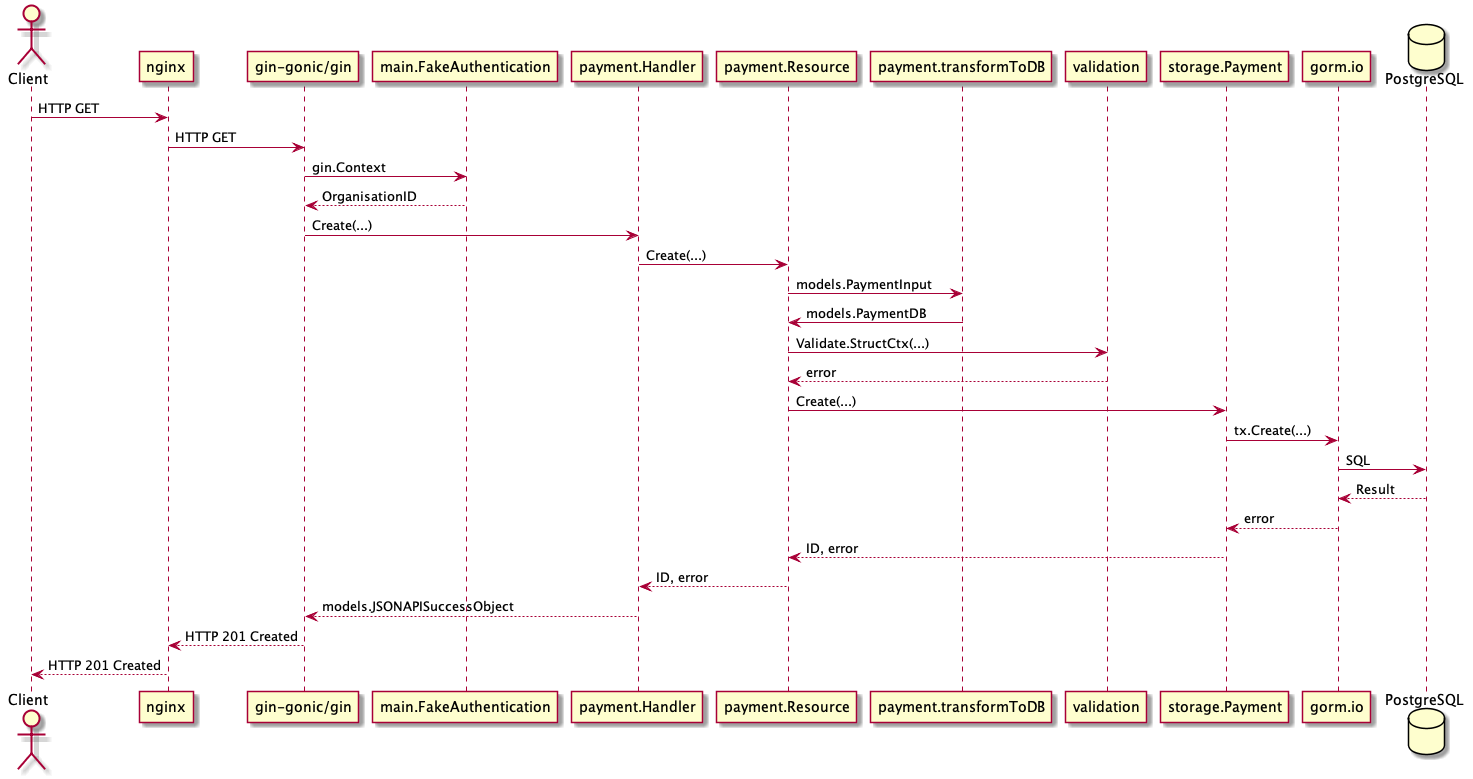 Client
nginx
gin-gonic/gin
main.FakeAuthentication
payment.Handler
payment.Resource
payment.transformToDB
validation
storage.Payment
gorm.io
PostgreSQL
HTTP GET
HTTP GET
gin.Context
OrganisationID
Create(...)
Create(...)
models.PaymentInput
models.PaymentDB
Validate.StructCtx(...)
error
Create(...)
tx.Create(...)
SQL
Result
error
ID, error
ID, error
models.JSONAPISuccessObject
HTTP 201 Created
HTTP 201 Created
Client
nginx
gin-gonic/gin
main.FakeAuthentication
payment.Handler
payment.Resource
payment.transformToDB
validation
storage.Payment
gorm.io
PostgreSQL